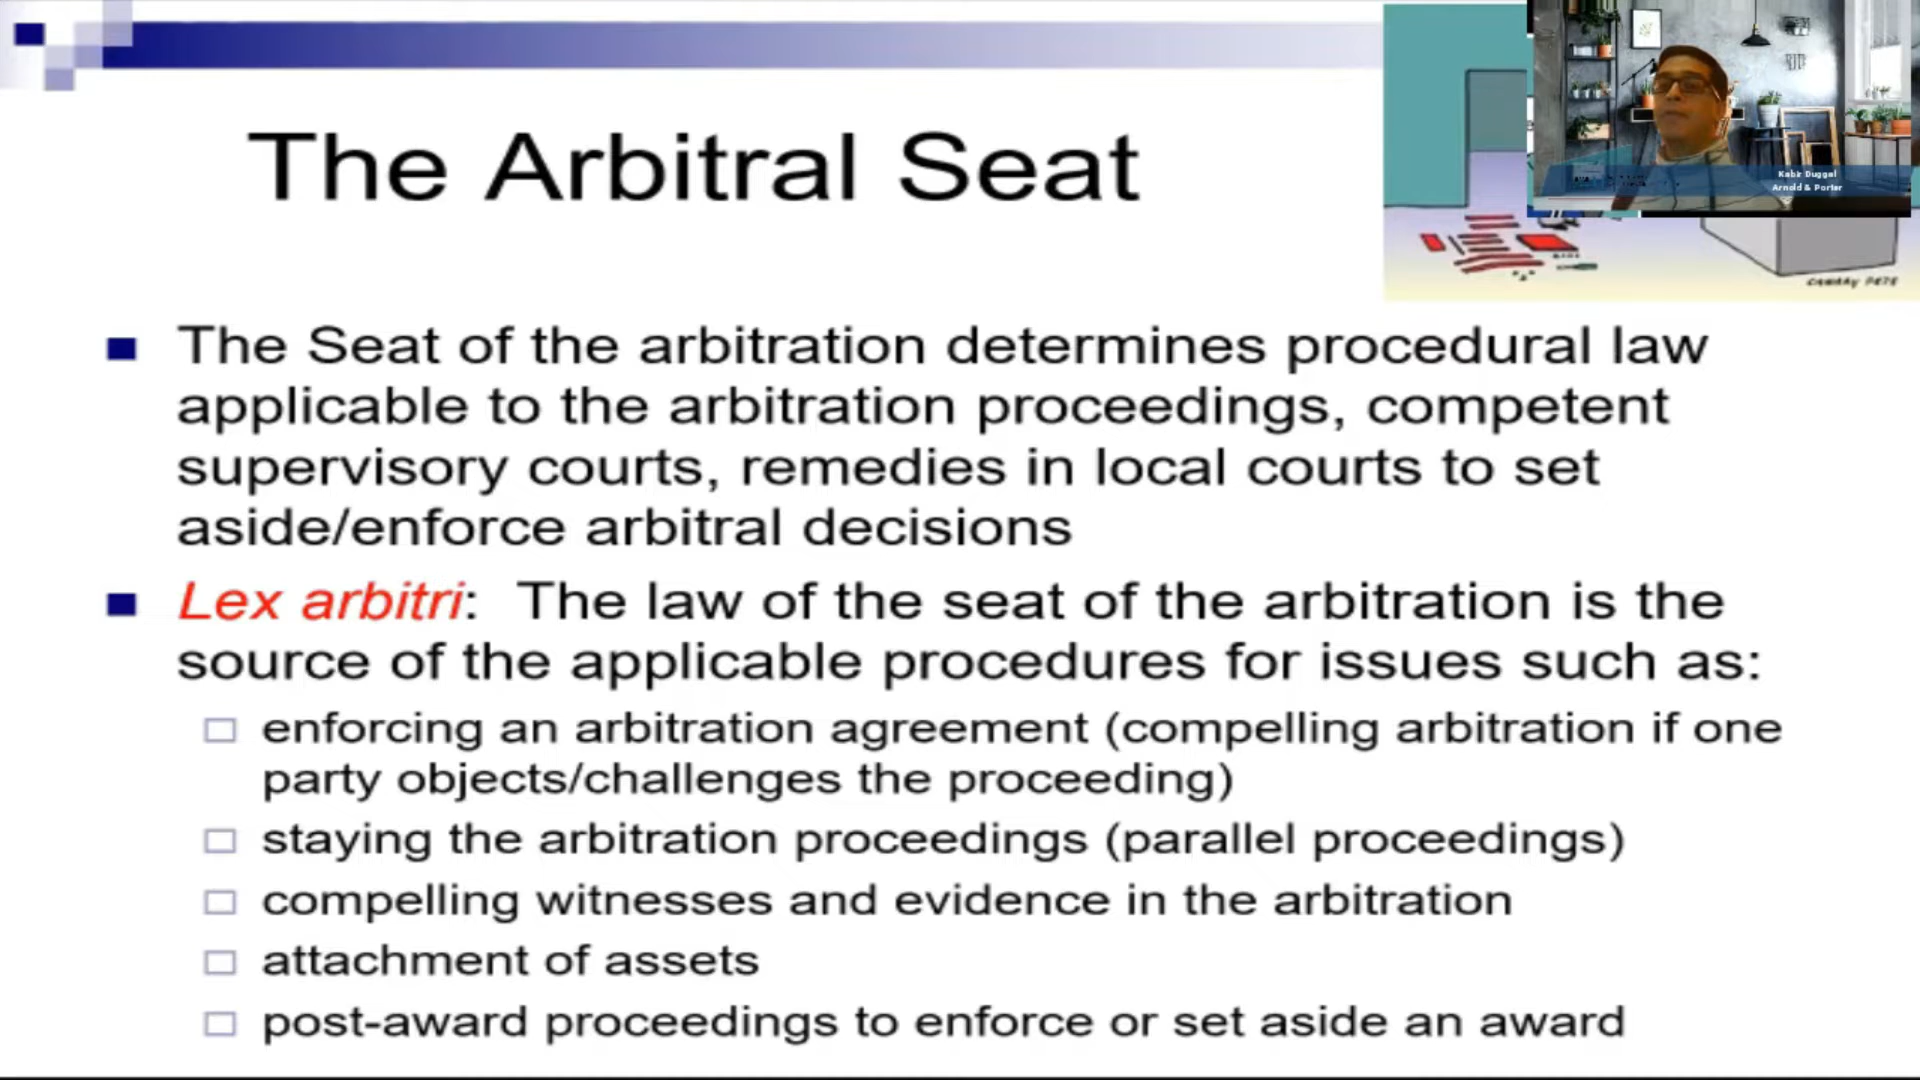 The Arbitral Seat
Kabir Duggal
Arnold & Porter
The Seat of the arbitration determines procedural law
applicable to the arbitration proceedings, competent
supervisory courts, remedies in local courts to set
aside/enforce arbitral decisions
Lex arbitri: The law of the seat of the arbitration is the
source of the applicable procedures for issues such as:
enforcing an arbitration agreement (compelling arbitration if one
party objects/challenges the proceeding)
staying the arbitration proceedings (parallel proceedings)
compelling witnesses and evidence in the arbitration
attachment of assets
post-award proceedings to enforce or set aside an award